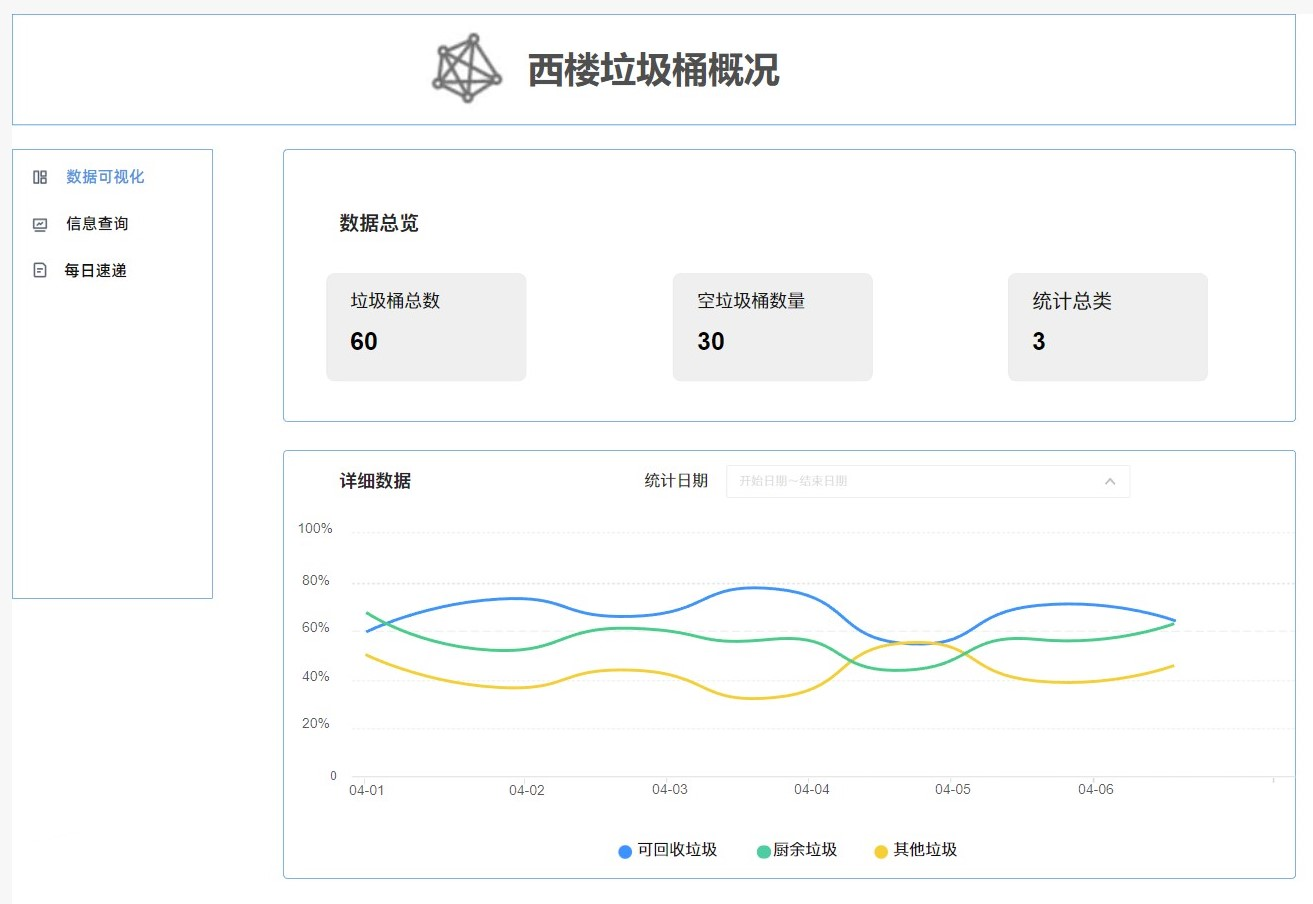 西楼垃圾桶概况
数据可视化
信息查询
每日速递
数据总览
垃圾桶总数
60
空垃圾桶数量
30
统计总类
3
详细数据
统计日期
开始日期~结束日期
100%
80%
60%
40%
20%
0
04-01 04-02 04-03 04-04 04-05 04-06
可回收垃圾 厨余垃圾 其他垃圾